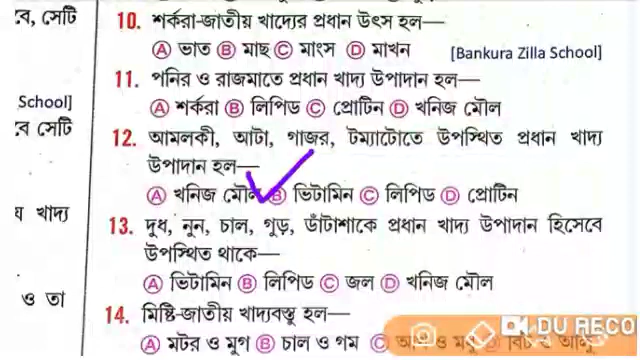 বে, সেটি
10. শর্করা-জাতীয় খাদ্যের প্রধান উৎস হল—
Ⓐ ভাত Ⓑ মাছ Ⓒ মাংস Ⓓ মাখন [Bankura Zilla School]
11. পনির ও রাজমাতে প্রধান খাদ্য উপাদান হল—
School]
Ⓐ শর্করা Ⓑ লিপিড Ⓒ প্রোটিন Ⓓ খনিজ মৌল
বে সেটি
12. আমলকী, আটা, গাজর, টম্যাটোতে উপস্থিত প্রধান খাদ্য
উপাদান হল—
Ⓐ খনিজ মৌল Ⓑ ভিটামিন Ⓒ লিপিড Ⓓ প্রোটিন
য খাদ্য
13. দুধ, নুন, চাল, গুড়, ডাঁটাশাকে প্রধান খাদ্য উপাদান হিসেবে
উপস্থিত থাকে—
Ⓐ ভিটামিন Ⓑ লিপিড Ⓒ জল Ⓓ খনিজ মৌল
ও তা
14. মিষ্টি-জাতীয় খাদ্যবস্তু হল—
DU RECO
Ⓐ মটর ও মুগ Ⓑ চাল ও গম Ⓒ ও